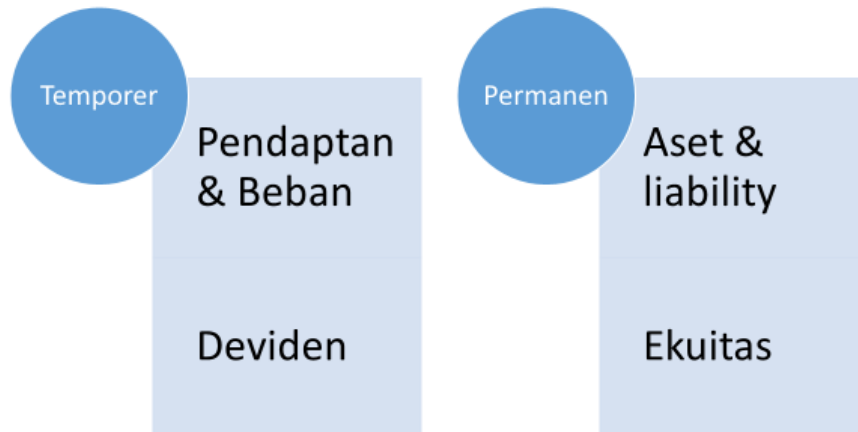 Temporer
Pendaptan
& Beban
Deviden
Permanen
Aset &
liability
Ekuitas